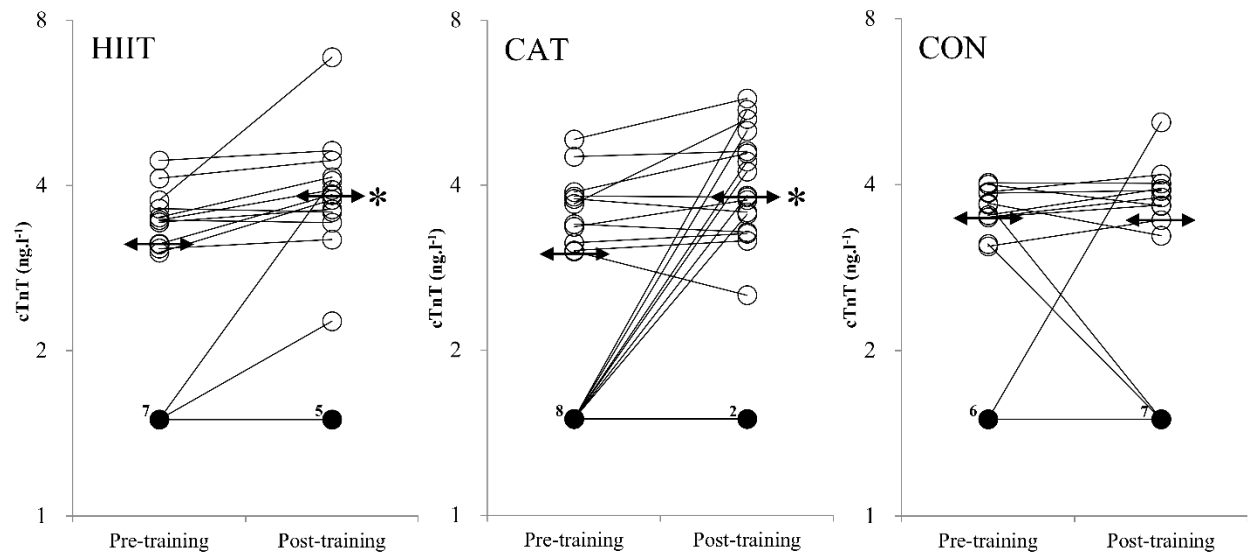 8
HIIT
4
*
2
7
5
1
cTnT (ng.l⁻¹)
Pre-training
Post-training
8
CAT
4
*
2
8
2
1
cTnT (ng.l⁻¹)
Pre-training
Post-training
8
CON
4
2
6
7
1
cTnT (ng.l⁻¹)
Pre-training
Post-training